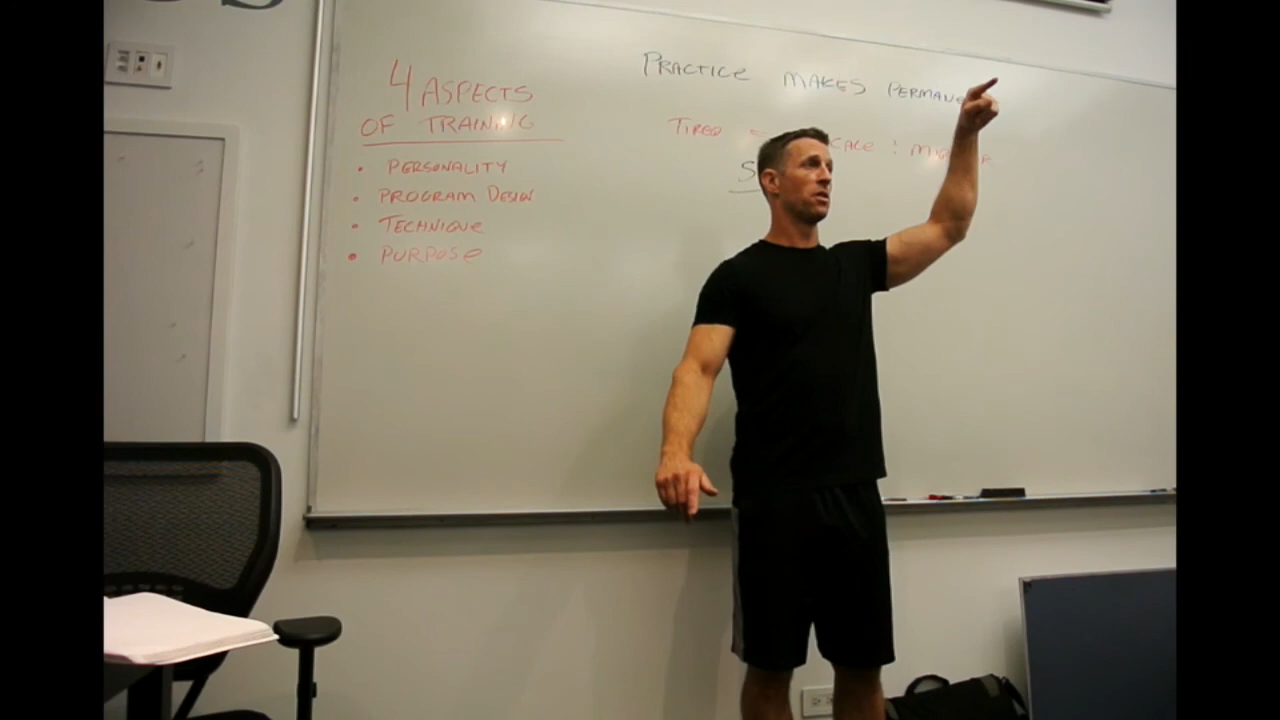 4 ASPECTS
OF TRAINING
• PERSONALITY
• PROGRAM DESIGN
• TECHNIQUE
• PURPOSE
PRACTICE MAKES
TIRED